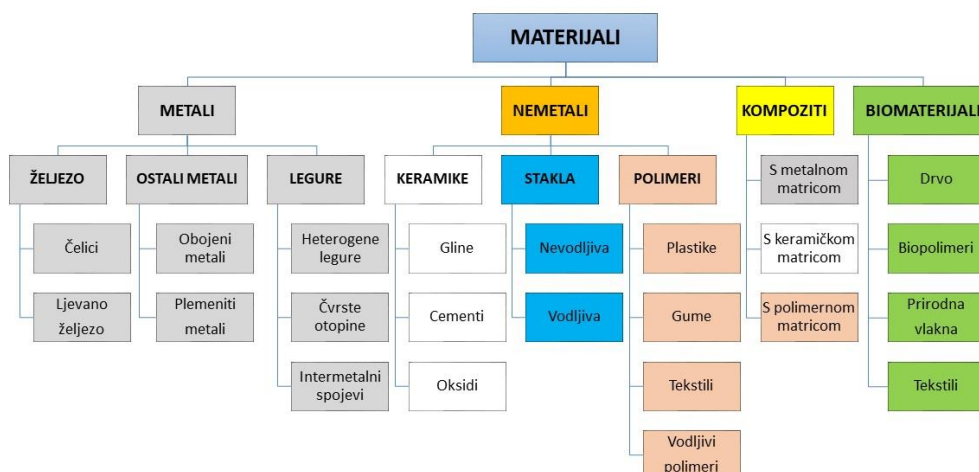 MATERIJALI
METALI
NEMETALI
KOMPOZITI
BIOMATERIJALI
ŽELJEZO
OSTALI METALI
LEGURE
KERAMIKE
STAKLA
POLIMERI
S metalnom
matricom
Drvo
Čelici
Obojeni
metali
Heterogene
legure
Gline
Nevodljiva
Plastike
S keramičkom
matricom
Biopolimeri
Ljevano
željezo
Plemeniti
metali
Čvrste
otopine
Cementi
Vodljiva
Gume
S polimernom
matricom
Prirodna
vlakna
Intermetalni
spojevi
Oksidi
Tekstili
Tekstili
Vodljivi
polimeri